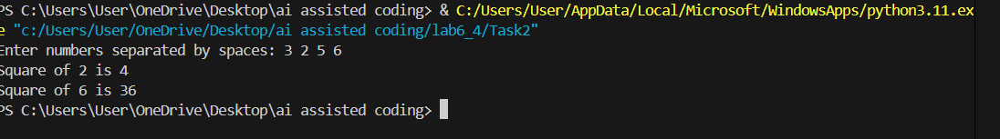 PS C:\Users\User\OneDrive\Desktop\ai assisted coding> & C:/Users/User/AppData/Local/Microsoft/WindowsApps/python3.11.ex
e "c:/Users/User/OneDrive/Desktop/ai assisted coding/lab6_4/Task2"
Enter numbers separated by spaces: 3 2 5 6
Square of 2 is 4
Square of 6 is 36
PS C:\Users\User\OneDrive\Desktop\ai assisted coding>